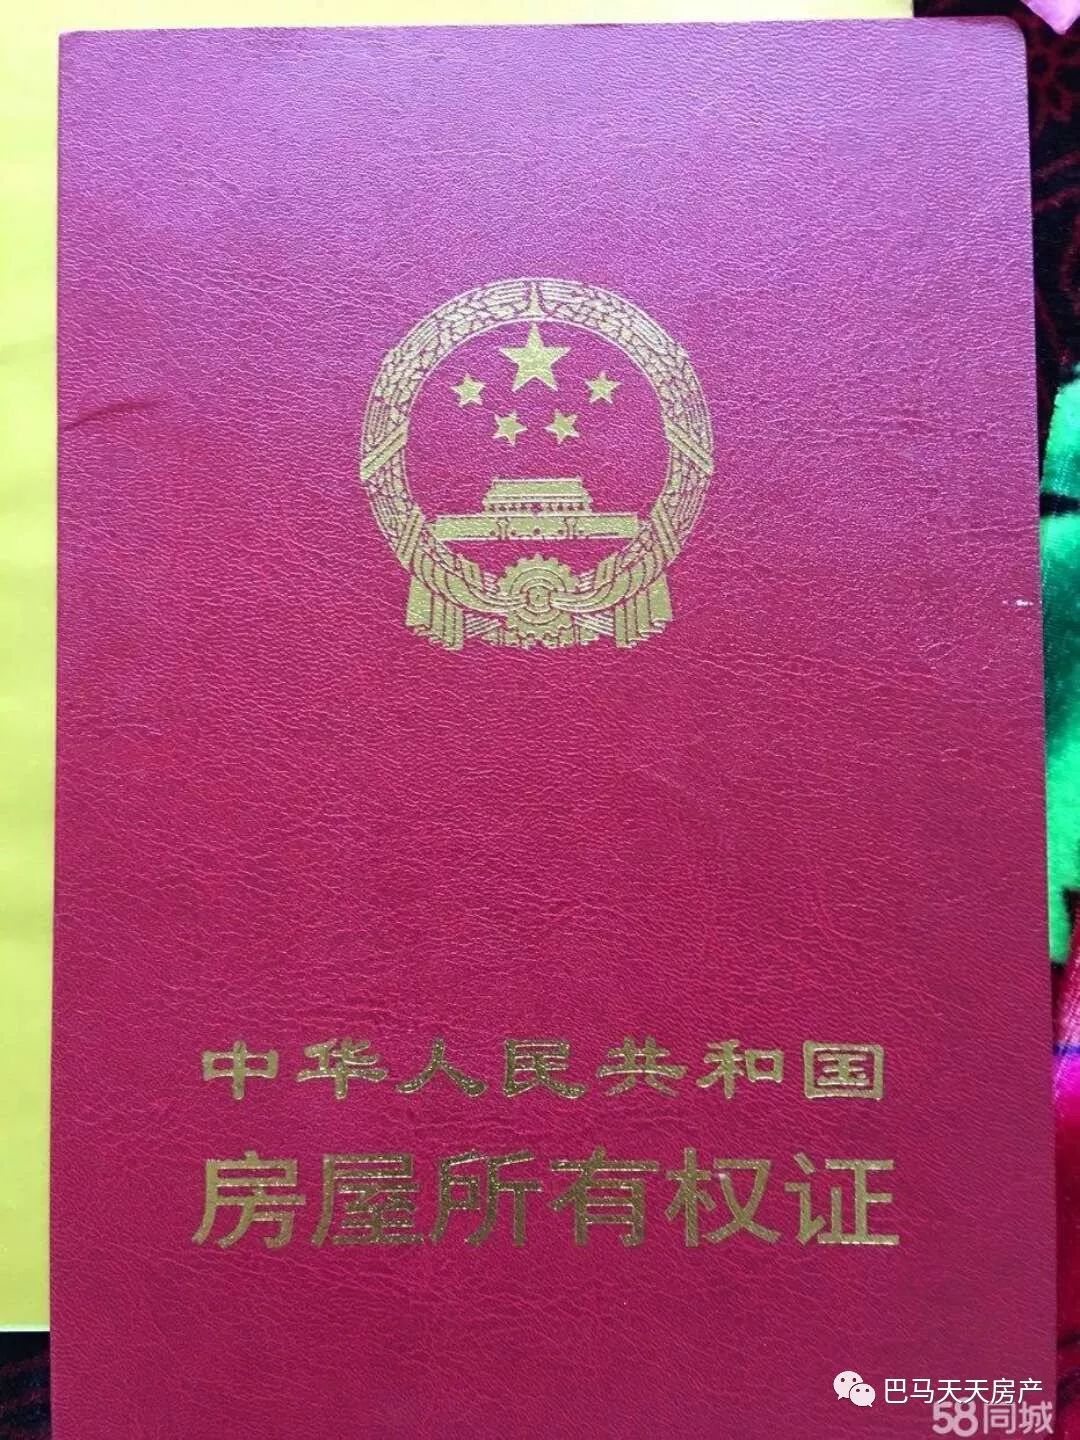 中华人民共和国
房屋所有权证
巴马天天房产
58同城